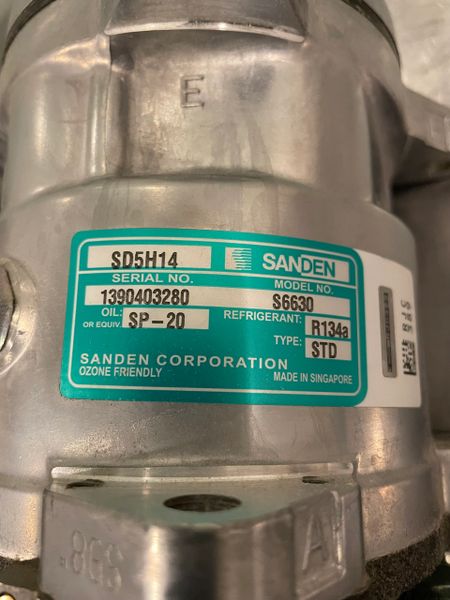 E
SD5H14 SANDEN
SERIAL NO. MODEL NO.
1390403280 S6630
OIL: SP-20 REFRIGERANT: R134a
OR EQUIV.
TYPE: STD
SANDEN CORPORATION
OZONE FRIENDLY MADE IN SINGAPORE
A